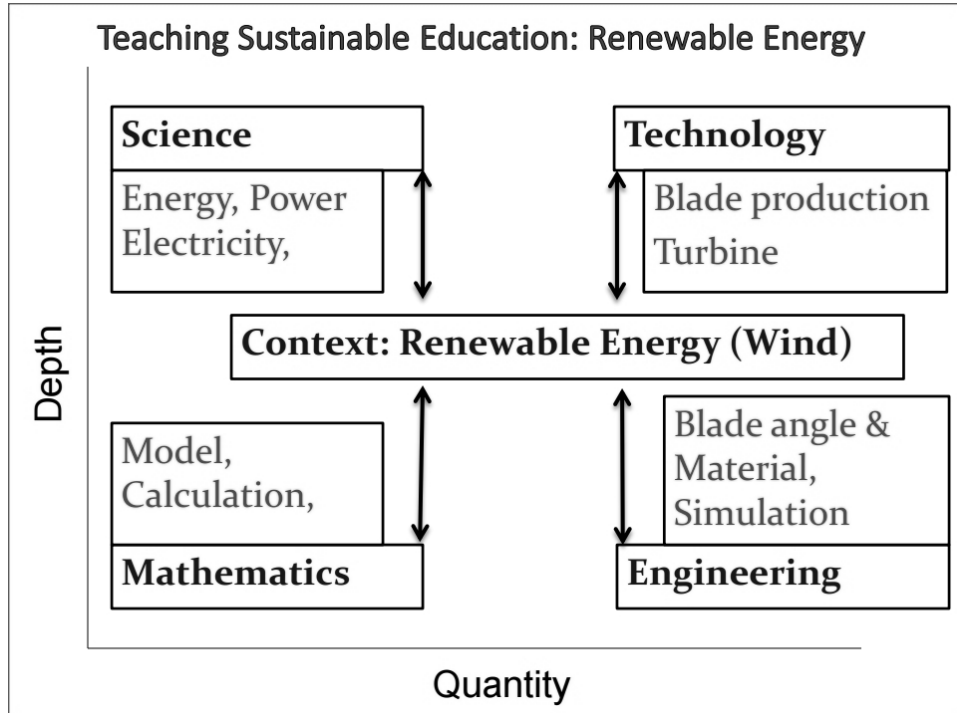 Teaching Sustainable Education: Renewable Energy
Science
Energy, Power
Electricity,
Technology
Blade production
Turbine
Context: Renewable Energy (Wind)
Model,
Calculation,
Mathematics
Blade angle &
Material,
Simulation
Engineering
Depth
Quantity